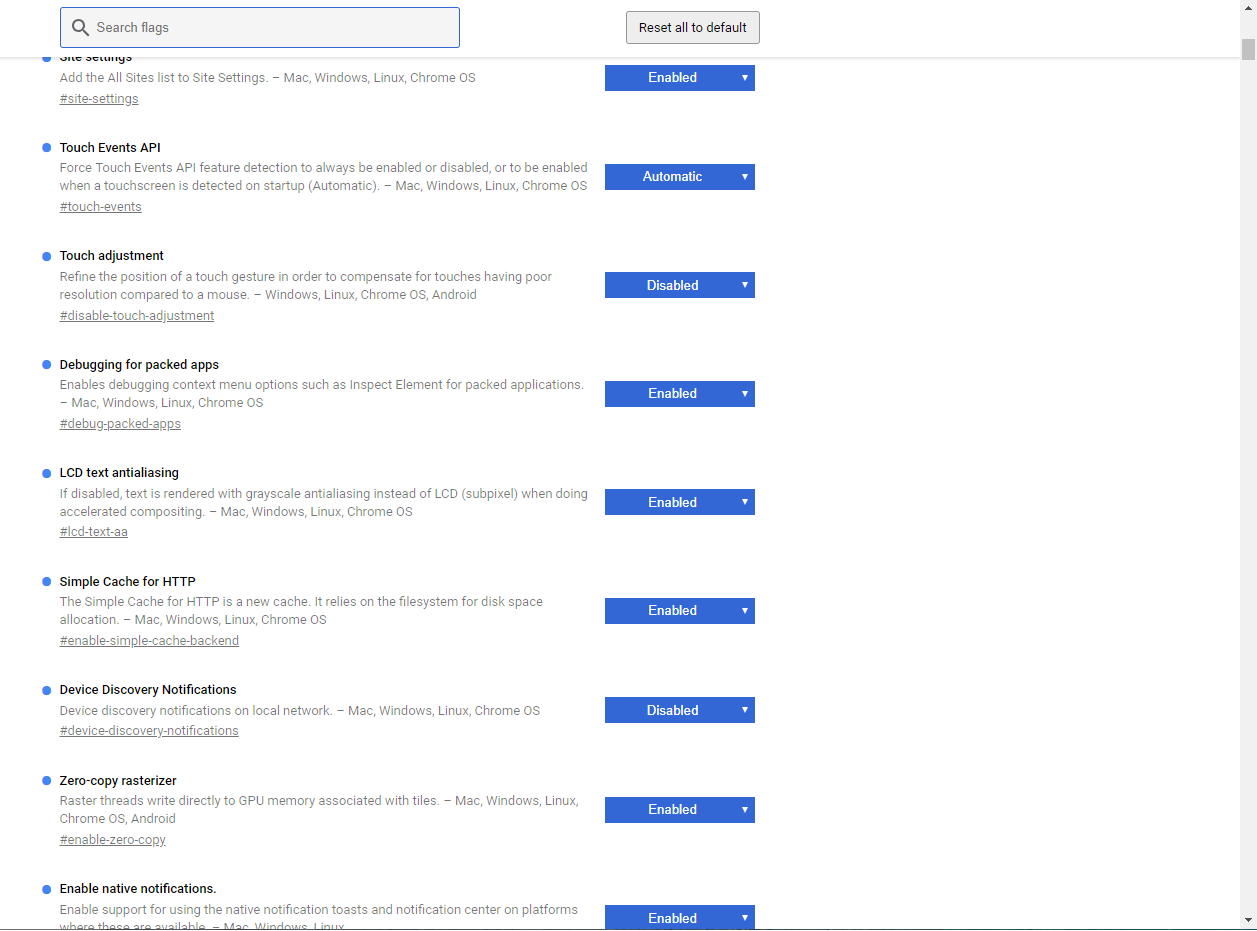 Search flags
Reset all to default
Site settings
Add the All Sites list to Site Settings. – Mac, Windows, Linux, Chrome OS
#site-settings
Enabled
Touch Events API
Force Touch Events API feature detection to always be enabled or disabled, or to be enabled
when a touchscreen is detected on startup (Automatic). – Mac, Windows, Linux, Chrome OS
#touch-events
Automatic
Touch adjustment
Refine the position of a touch gesture in order to compensate for touches having poor
resolution compared to a mouse. – Windows, Linux, Chrome OS, Android
#disable-touch-adjustment
Disabled
Debugging for packed apps
Enables debugging context menu options such as Inspect Element for packed applications.
– Mac, Windows, Linux, Chrome OS
#debug-packed-apps
Enabled
LCD text antialiasing
If disabled, text is rendered with grayscale antialiasing instead of LCD (subpixel) when doing
accelerated compositing. – Mac, Windows, Linux, Chrome OS
#lcd-text-aa
Enabled
Simple Cache for HTTP
The Simple Cache for HTTP is a new cache. It relies on the filesystem for disk space
allocation. – Mac, Windows, Linux, Chrome OS
#enable-simple-cache-backend
Enabled
Device Discovery Notifications
Device discovery notifications on local network. – Mac, Windows, Linux, Chrome OS
#device-discovery-notifications
Disabled
Zero-copy rasterizer
Raster threads write directly to GPU memory associated with tiles. – Mac, Windows, Linux,
Chrome OS, Android
#enable-zero-copy
Enabled
Enable native notifications.
Enable support for using the native notification toasts and notification center on platforms
where these are available. – Mac, Windows, Linux
Enabled